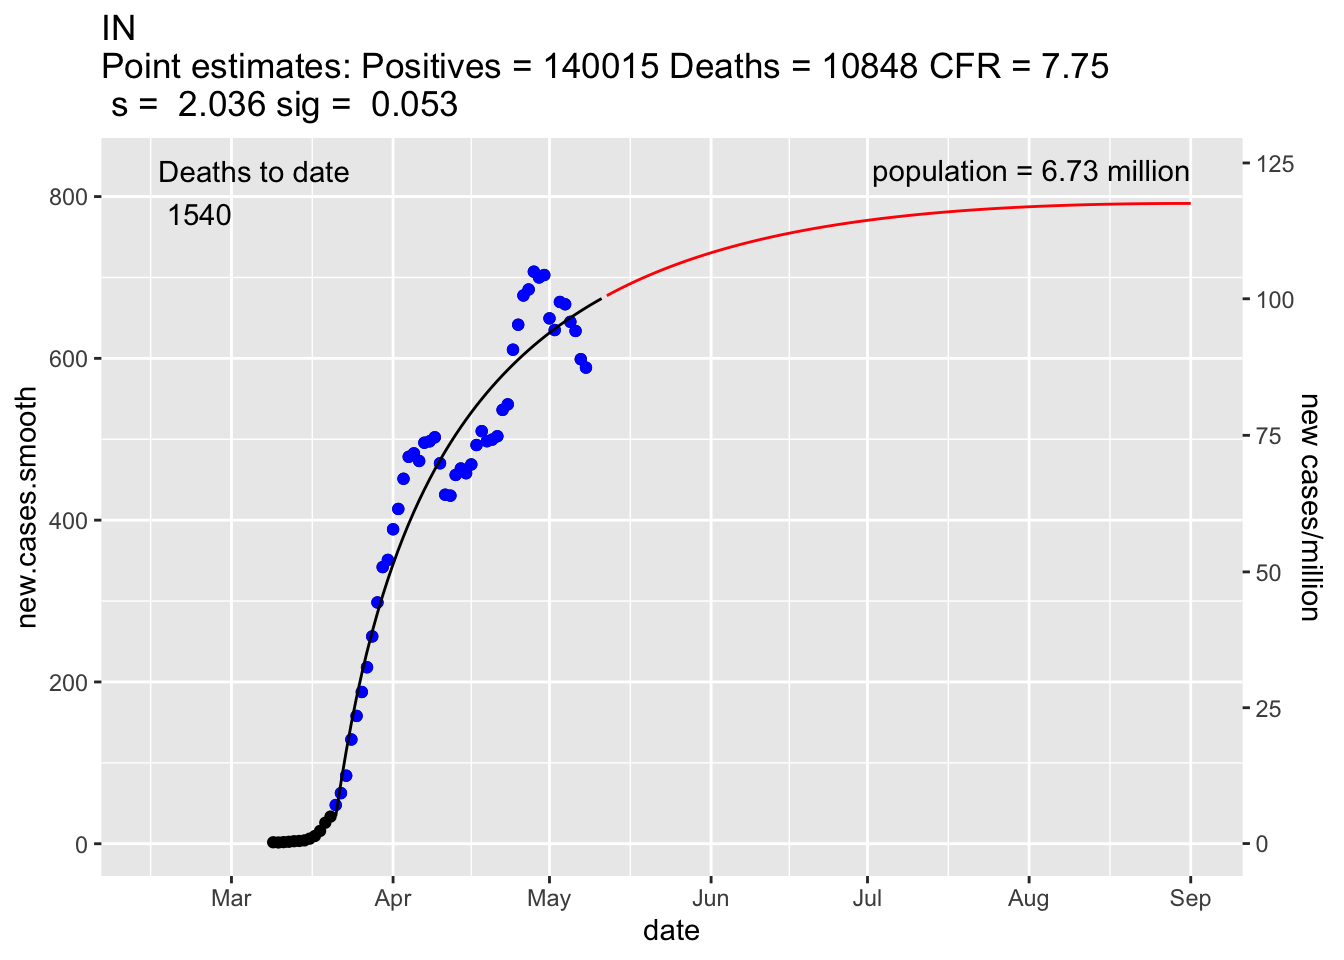 IN
Point estimates: Positives = 140015 Deaths = 10848 CFR = 7.75
s = 2.036 sig = 0.053
Deaths to date
1540
population = 6.73 million
800
600
400
200
0
new.cases.smooth
125
100
75
50
25
0
new cases/million
Mar Apr May Jun Jul Aug Sep
date